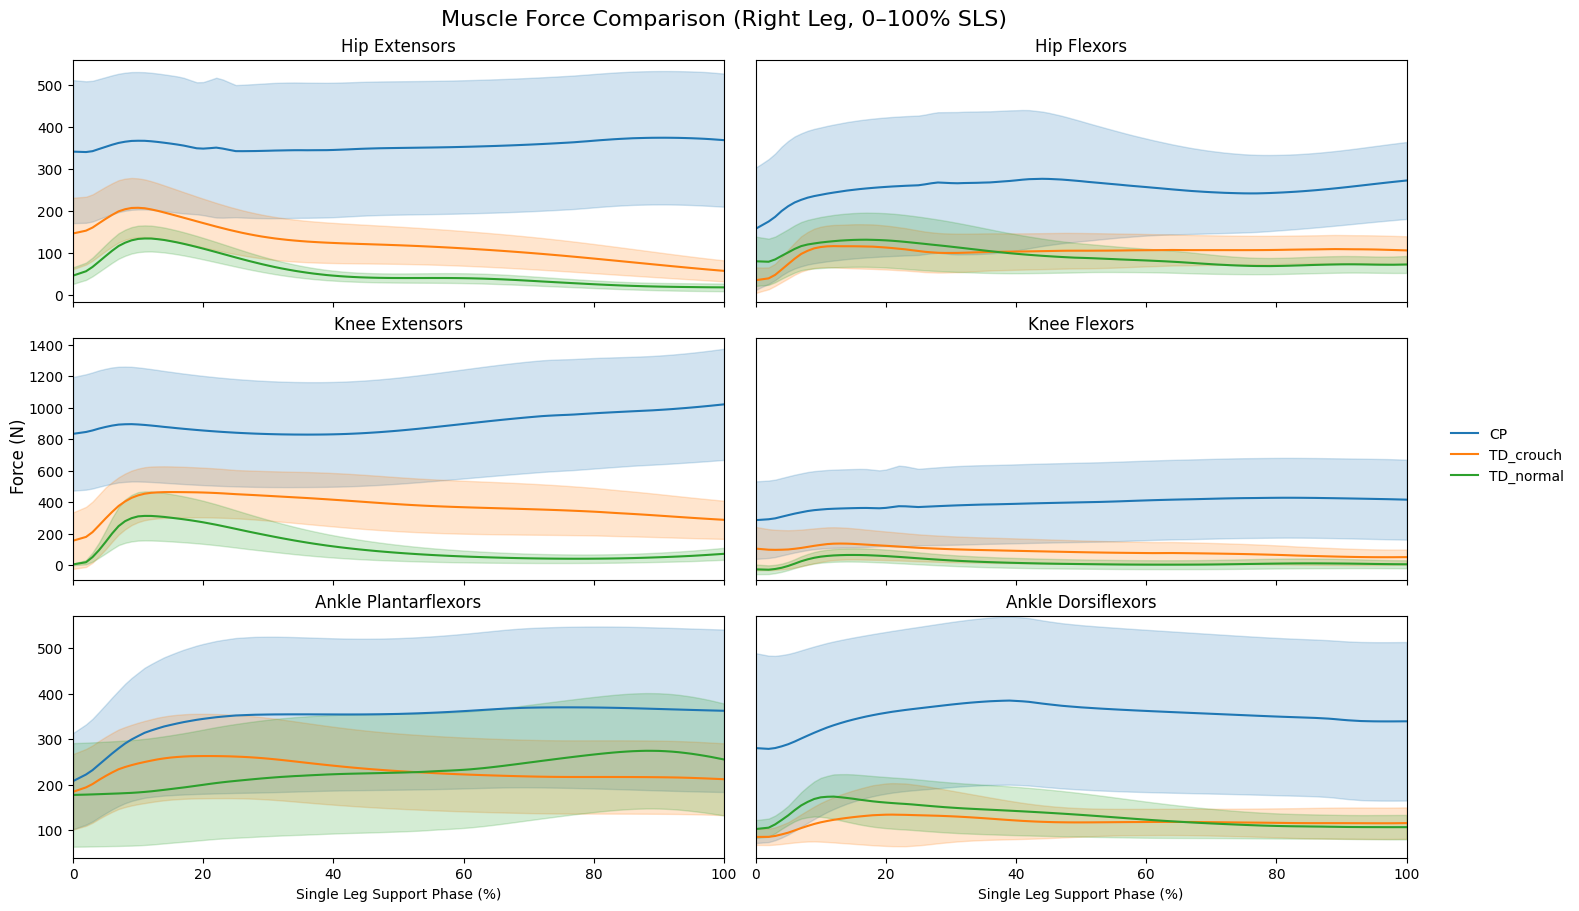 Muscle Force Comparison (Right Leg, 0–100% SLS)
Hip Extensors
Hip Flexors
500
400
300
200
100
0
Knee Extensors
Knee Flexors
1400
1200
1000
800
600
400
200
0
Force (N)
CP
TD_crouch
TD_normal
Ankle Plantarflexors
Ankle Dorsiflexors
500
400
300
200
100
0 20 40 60 80 100
0 20 40 60 80 100
Single Leg Support Phase (%)
Single Leg Support Phase (%)